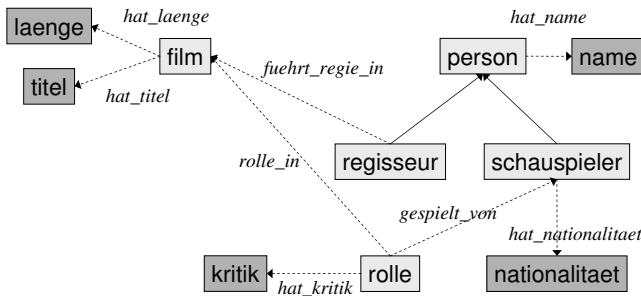 hat_laenge
hat_name
laenge
film
person
name
fuehrt_regie_in
titel
hat_titel
rolle_in
regisseur
schauspieler
gespielt_von
hat_nationalitaet
kritik
rolle
nationalitaet
hat_kritik